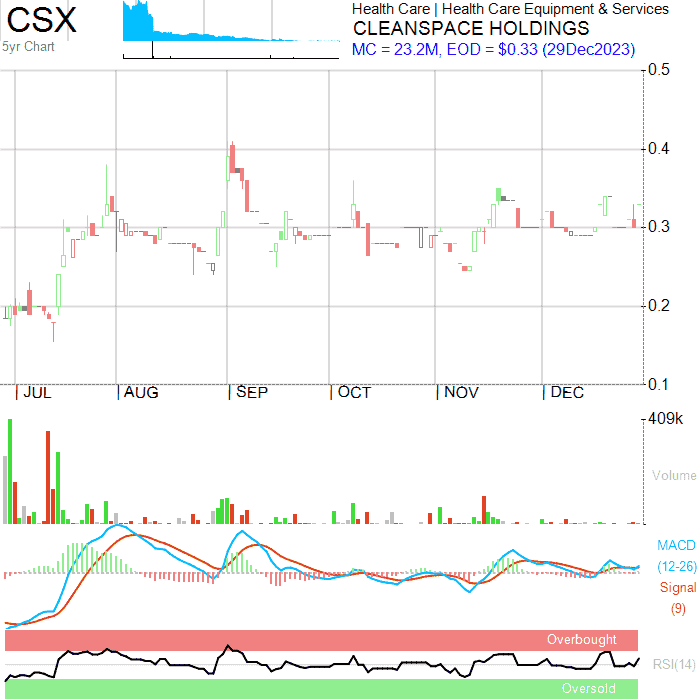 CSX
5yr Chart
Health Care | Health Care Equipment & Services
CLEANSPACE HOLDINGS
MC = 23.2M, EOD = $0.33 (29Dec2023)
0.5
0.4
0.3
0.2
0.1
| JUL | AUG | SEP | OCT | NOV | DEC
409k
Volume
MACD
(12-26)
Signal
(9)
Overbought
RSI(14)
Oversold